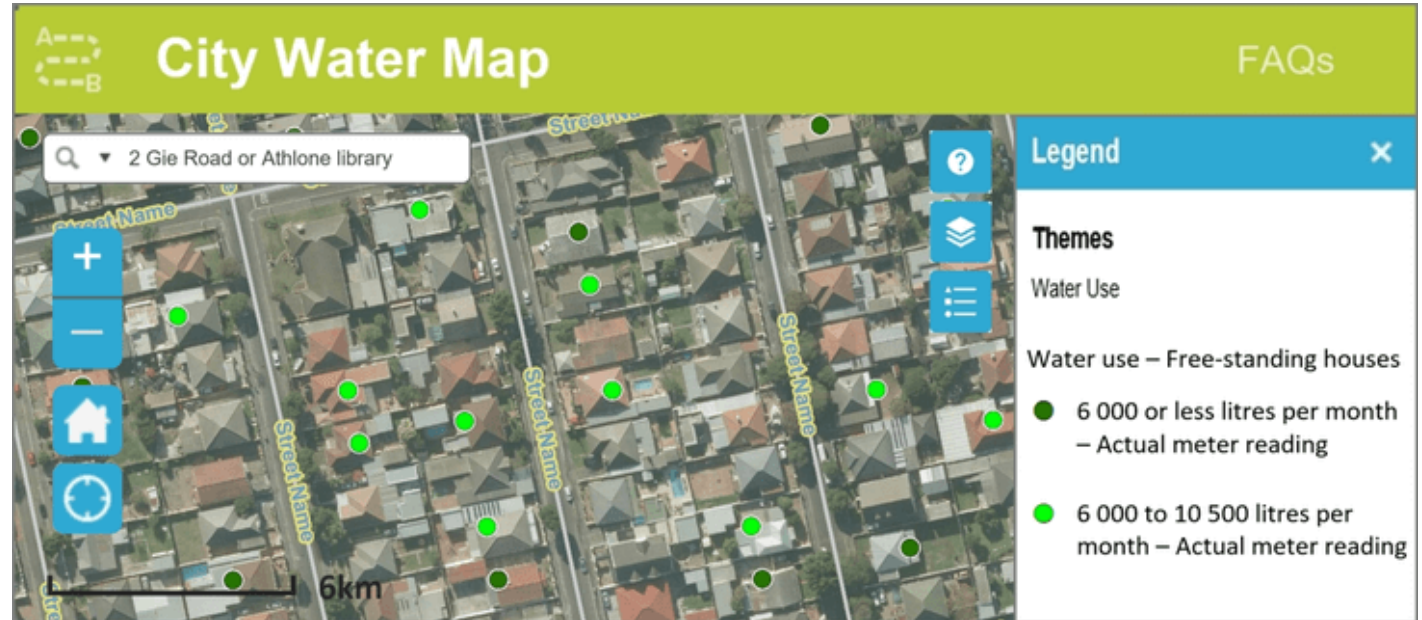 A
B
City Water Map
FAQs
2 Gie Road or Athlone library
Street
Street Name
Legend
Themes
Water Use
Water use – Free-standing houses
6 000 or less litres per month
– Actual meter reading
6 000 to 10 500 litres per
month – Actual meter reading
Street Name
Street Name
Street Name
6km